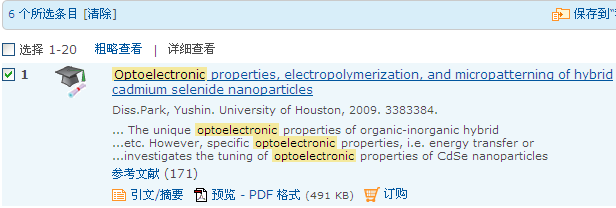 6 个所选条目 [清除] 保存到“
选择 1-20 粗略查看 | 详细查看
1 Optoelectronic properties, electropolymerization, and micropatterning of hybrid
cadmium selenide nanoparticles
Diss.Park, Yushin. University of Houston, 2009. 3383384.
... The unique optoelectronic properties of organic-inorganic hybrid
...etc. However, specific optoelectronic properties, i.e. energy transfer or
...investigates the tuning of optoelectronic properties of CdSe nanoparticles
参考文献 (171)
引文/摘要 预览 - PDF 格式 (491 KB) 订购